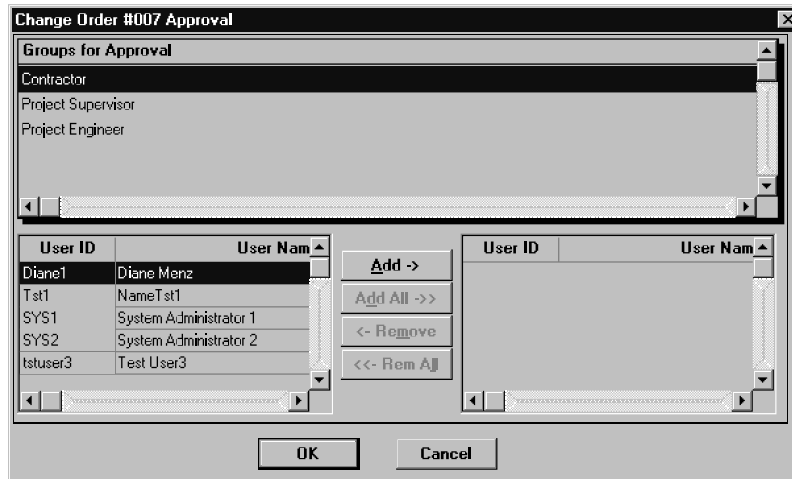 Change Order #007 Approval
Groups for Approval
Contractor
Project Supervisor
Project Engineer
User ID User Nam
Diane1 Diane Menz
Tst1 NameTst1
SYS1 System Administrator 1
SYS2 System Administrator 2
tstuser3 Test User3
Add ->
Add All ->>
<- Remove
<<- Rem All
User ID User Nam
OK Cancel